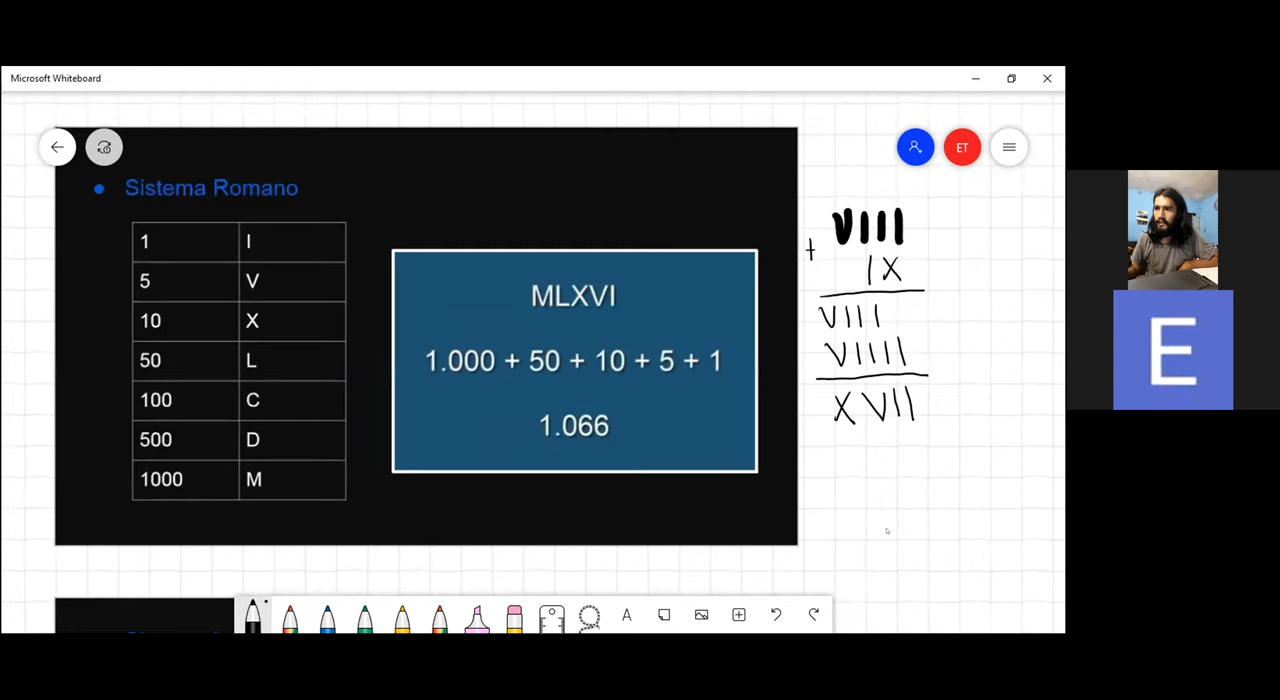 Microsoft Whiteboard
ET
Sistema Romano
1 I
5 V
10 X
50 L
100 C
500 D
1000 M
MLXVI
1.000 + 50 + 10 + 5 + 1
1.066
VIII
+
IX
VIII
VIIII
XVII
E
A